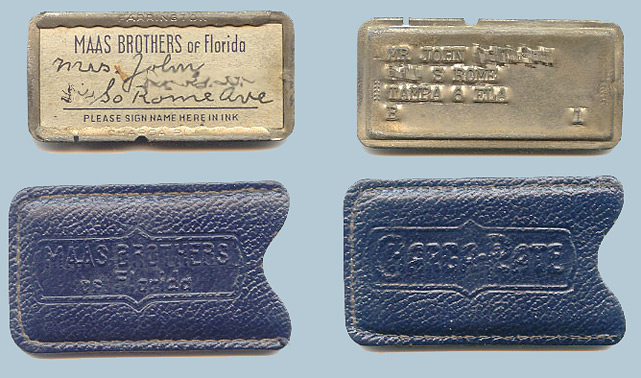 FARRINGTON
MAAS BROTHERS of Florida
Mrs. John
So Rome Ave
PLEASE SIGN NAME HERE IN INK
MR JOHN
S ROME
TAMPA 6 FLA
B I
MAAS BROTHERS
OF Florida
CHARGA-PLATE